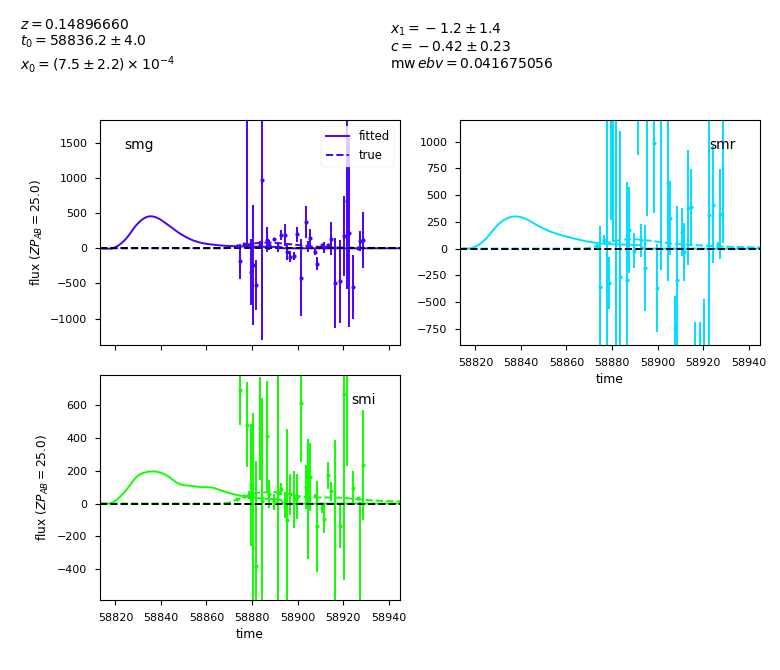 z = 0.14896660
t₀ = 58836.2 ± 4.0
x₀ = (7.5 ± 2.2) × 10⁻⁴
x₁ = −1.2 ± 1.4
c = −0.42 ± 0.23
mw ebv = 0.041675056
smg
fitted
true
1500
1000
500
0
−500
−1000
flux (ZP_AB = 25.0)
smr
1000
750
500
250
0
−250
−500
−750
58820 58840 58860 58880 58900 58920 58940
time
smi
600
400
200
0
−200
−400
flux (ZP_AB = 25.0)
58820 58840 58860 58880 58900 58920 58940
time